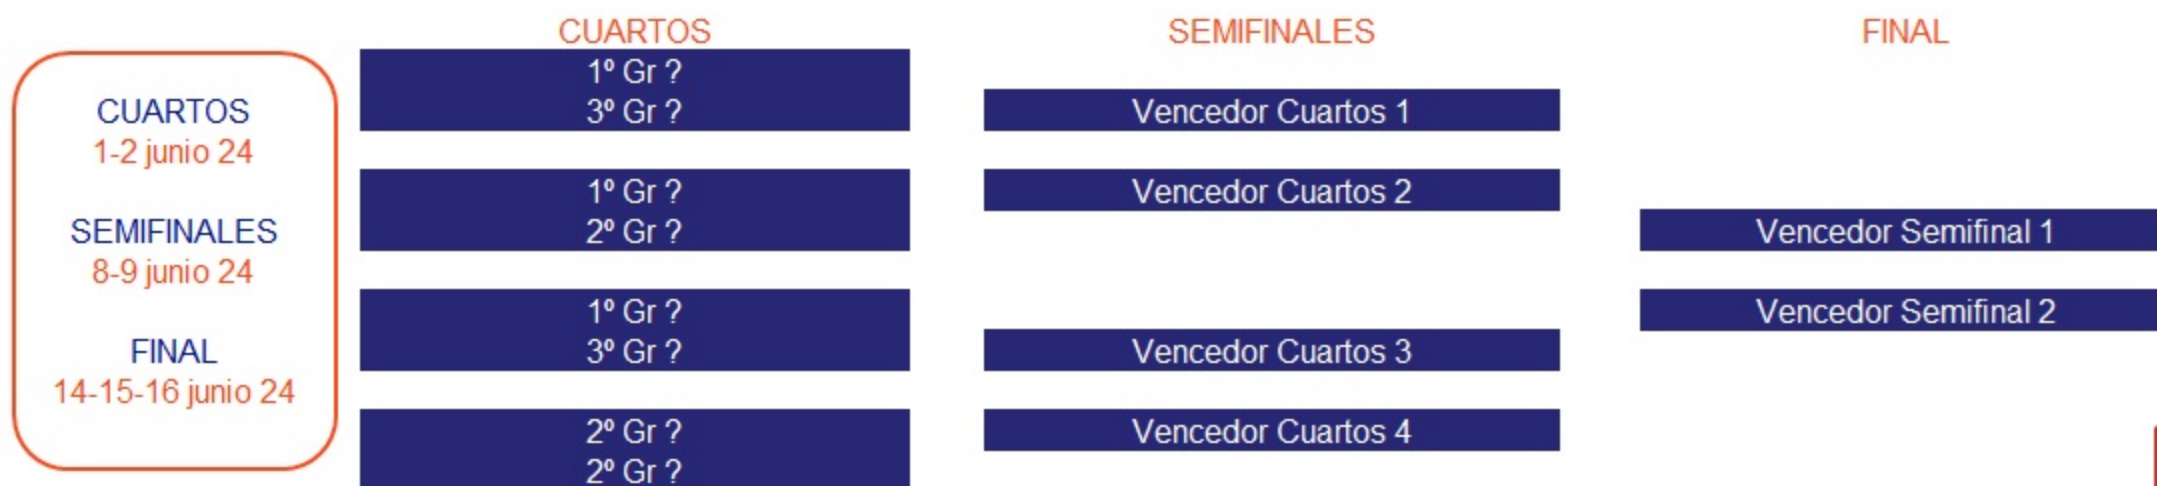 CUARTOS
1-2 junio 24
SEMIFINALES
8-9 junio 24
FINAL
14-15-16 junio 24
CUARTOS
1º Gr ?
3º Gr ?
1º Gr ?
2º Gr ?
1º Gr ?
3º Gr ?
2º Gr ?
2º Gr ?
SEMIFINALES
Vencedor Cuartos 1
Vencedor Cuartos 2
Vencedor Cuartos 3
Vencedor Cuartos 4
FINAL
Vencedor Semifinal 1
Vencedor Semifinal 2